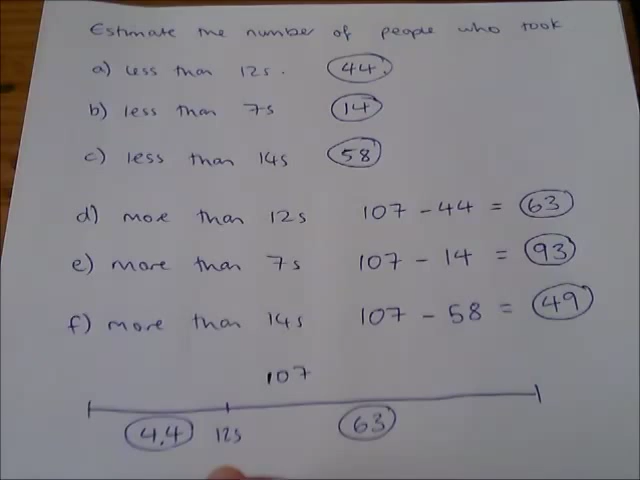 Estimate the number of people who took
a) less than 12s. 44.
b) less than 7s 14
c) less than 14s 58
d) more than 12s 107 - 44 = 63
e) more than 7s 107 - 14 = 93
f) more than 14s 107 - 58 = 49
107
44 12s 63